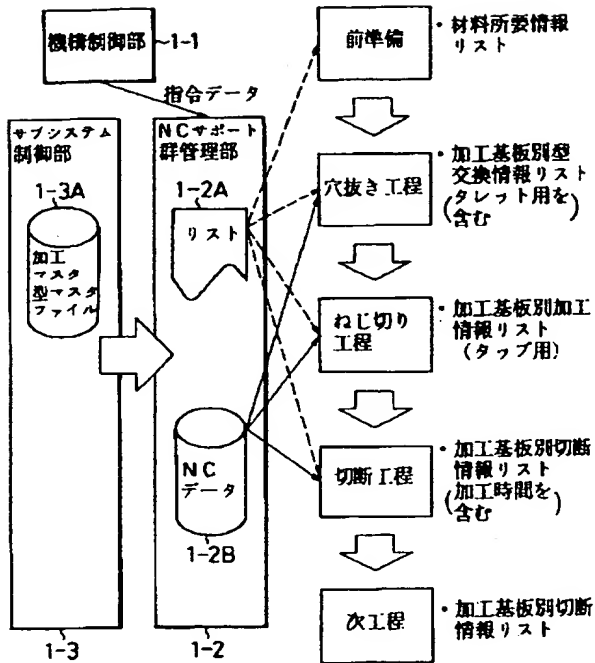 機構制御部
1-1
指合データ
サブシステム
制御部
1-3A
加工
マスタ
型マスタ
ファイル
1-3
NCサポート
群管理部
1-2A
リスト
NC
データ
1-2B
1-2
前準備
・材料所要情報
リスト
穴抜き工程
・加工基板別型
交換情報リスト
(タレット用を
含む)
ねじ切り
工程
・加工基板別加工
情報リスト
(タップ用)
切断工程
・加工基板別切断
情報リスト
(加工時間を
含む)
次工程
・加工基板別切断
情報リスト